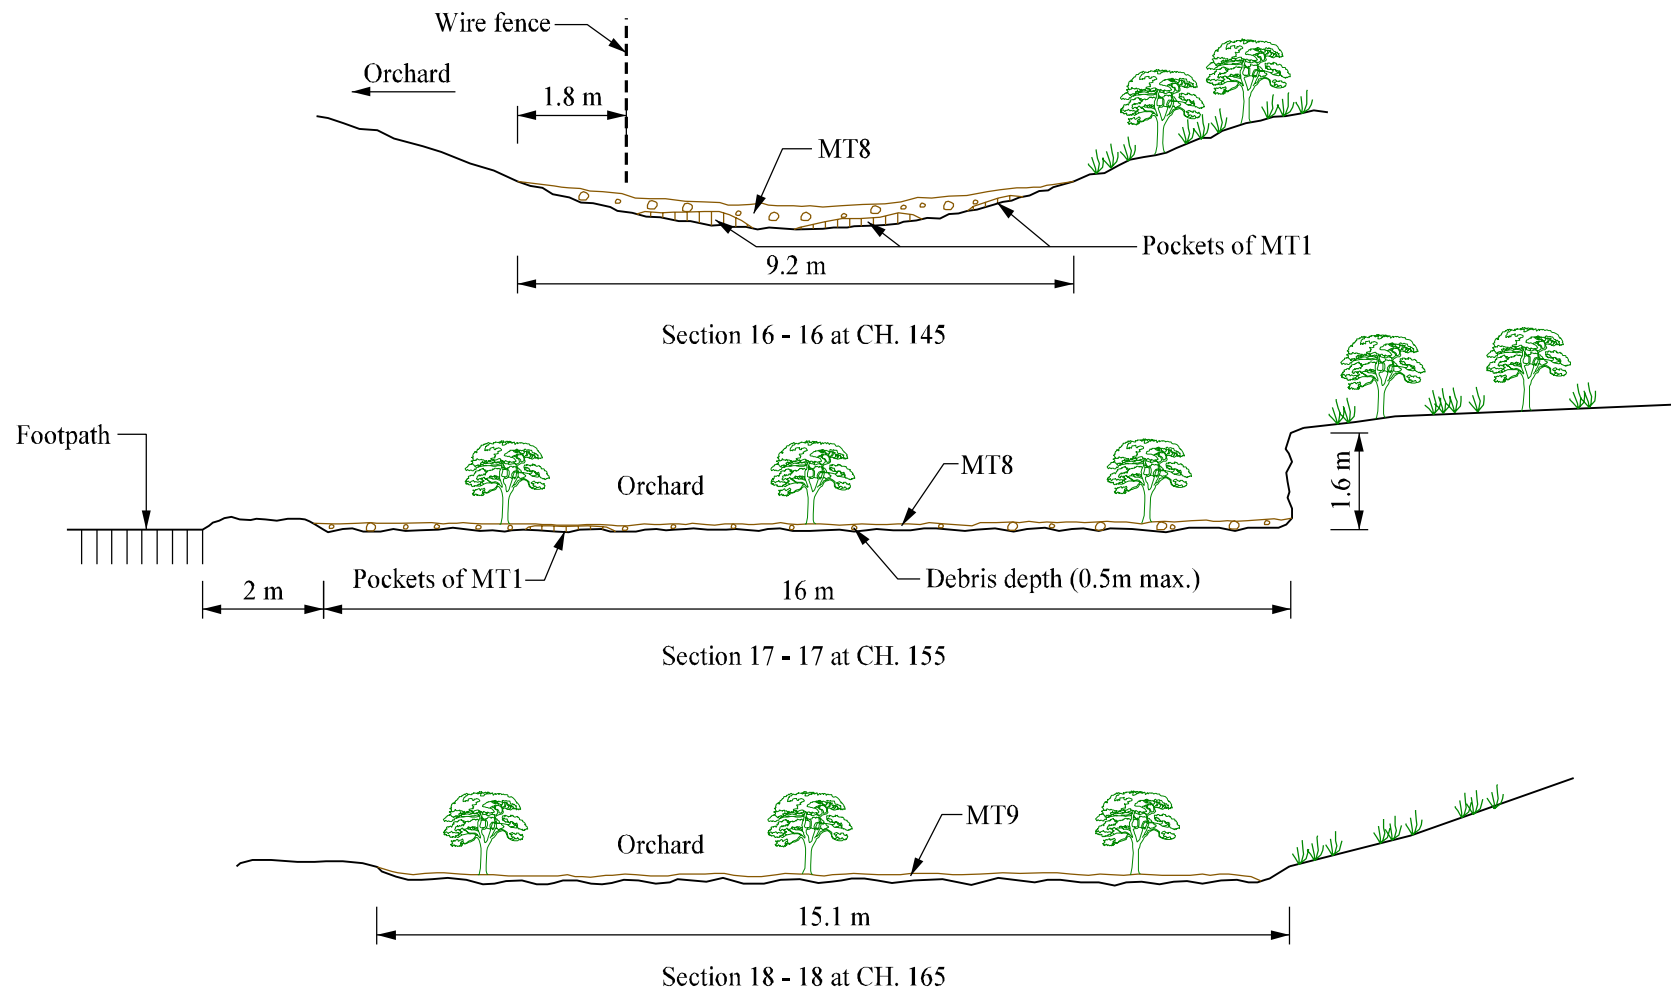 Wire fence
Orchard
1.8 m
MT8
Pockets of MT1
9.2 m
Section 16 - 16 at CH. 145
Footpath
Orchard
MT8
1.6 m
Pockets of MT1
Debris depth (0.5m max.)
2 m
16 m
Section 17 - 17 at CH. 155
Orchard
MT9
15.1 m
Section 18 - 18 at CH. 165